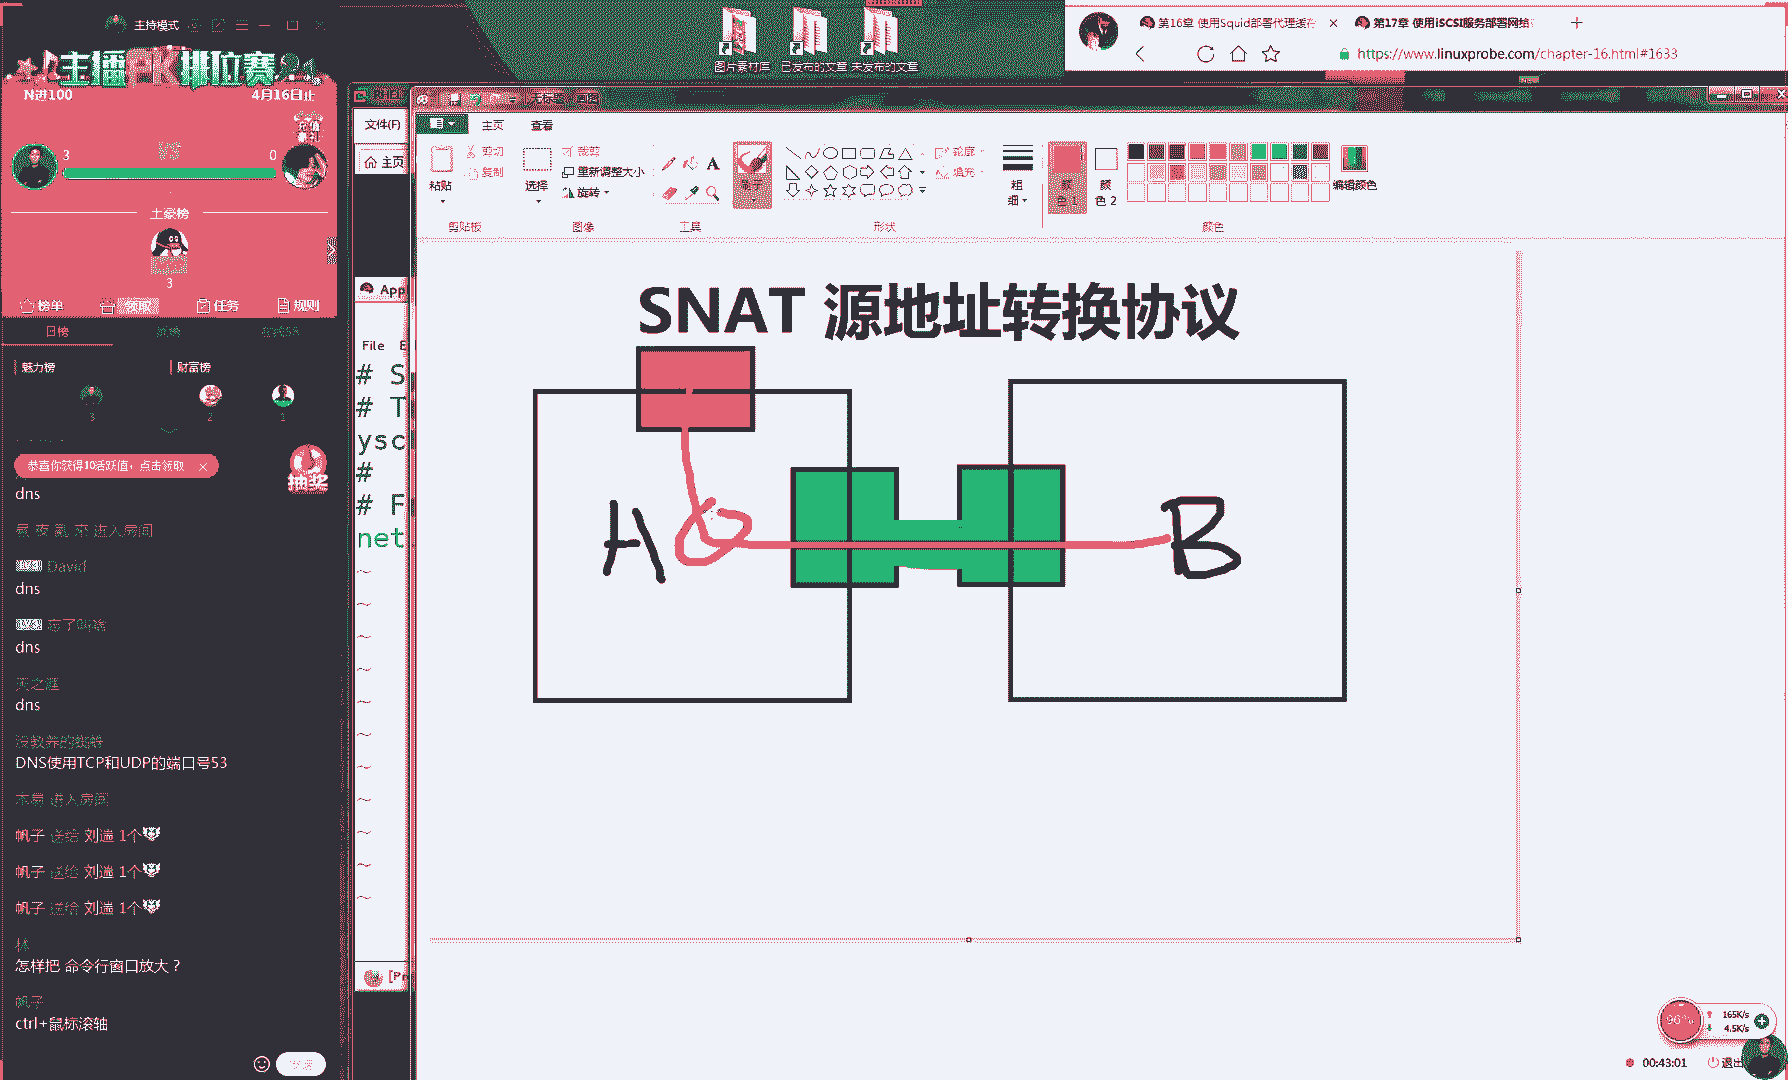 主持模式
主播PK排位赛
N进100
4月16日止
3
VS
0
土豪榜
3
榜单
领取
任务
规则
日榜
魅力榜
财富榜
3
2
1
恭喜你获得10活跃值，点击领取
抽奖
dns
进入房间
David
dns
忘了叫啥
dns
天之涯
dns
DNS使用TCP和UDP的端口号53
木易 进入房间
帆子 送给 刘遄 1个
帆子 送给 刘遄 1个
帆子 送给 刘遄 1个
林
怎样把 命令行窗口放大？
帆子
ctrl+鼠标滚轴
图片素材库
已发布的文章
未发布的文章
第16章 使用Squid部署代理缓存
第17章 使用iSCSI服务部署网络
https://www.linuxprobe.com/chapter-16.html#1633
文件(F)
主页
App
File
# S
# T
ysc
#
# F
net
主页
查看
粘贴
剪切
复制
剪贴板
选择
裁剪
重新调整大小
旋转
图像
A
工具
刷子
轮廓
填充
形状
粗
细
颜
色 1
颜
色 2
编辑颜色
颜色
SNAT 源地址转换协议
A
B
96%
165K/s
4.5K/s
00:43:01
退出